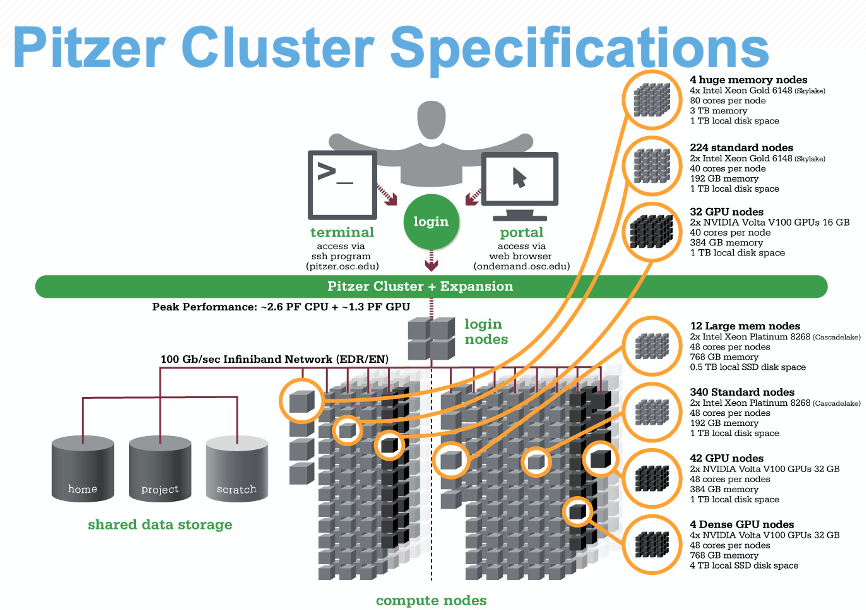 Pitzer Cluster Specifications
4 huge memory nodes
4x Intel Xeon Gold 6148 (Skylake)
80 cores per node
3 TB memory
1 TB local disk space
224 standard nodes
2x Intel Xeon Gold 6148 (Skylake)
40 cores per node
192 GB memory
1 TB local disk space
32 GPU nodes
2x NVIDIA Volta V100 GPUs 16 GB
40 cores per node
384 GB memory
1 TB local disk space
>_
login
terminal
access via
ssh program
(pitzer.osc.edu)
portal
access via
web browser
(ondemand.osc.edu)
Pitzer Cluster + Expansion
Peak Performance: ~2.6 PF CPU + ~1.3 PF GPU
login
nodes
100 Gb/sec Infiniband Network (EDR/EN)
12 Large mem nodes
2x Intel Xeon Platinum 8268 (Cascadelake)
48 cores per nodes
768 GB memory
0.5 TB local SSD disk space
340 Standard nodes
2x Intel Xeon Platinum 8268 (Cascadelake)
48 cores per nodes
192 GB memory
1 TB local disk space
42 GPU nodes
2x NVIDIA Volta V100 GPUs 32 GB
48 cores per nodes
384 GB memory
1 TB local disk space
4 Dense GPU nodes
4x NVIDIA Volta V100 GPUs 32 GB
48 cores per nodes
768 GB memory
4 TB local SSD disk space
home
project
scratch
shared data storage
compute nodes